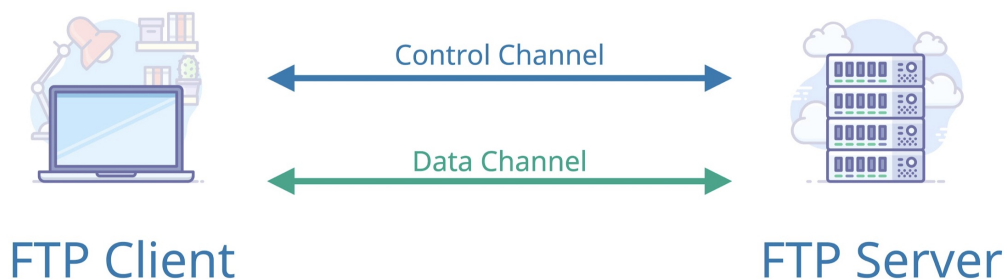 Control Channel
Data Channel
FTP Client
FTP Server